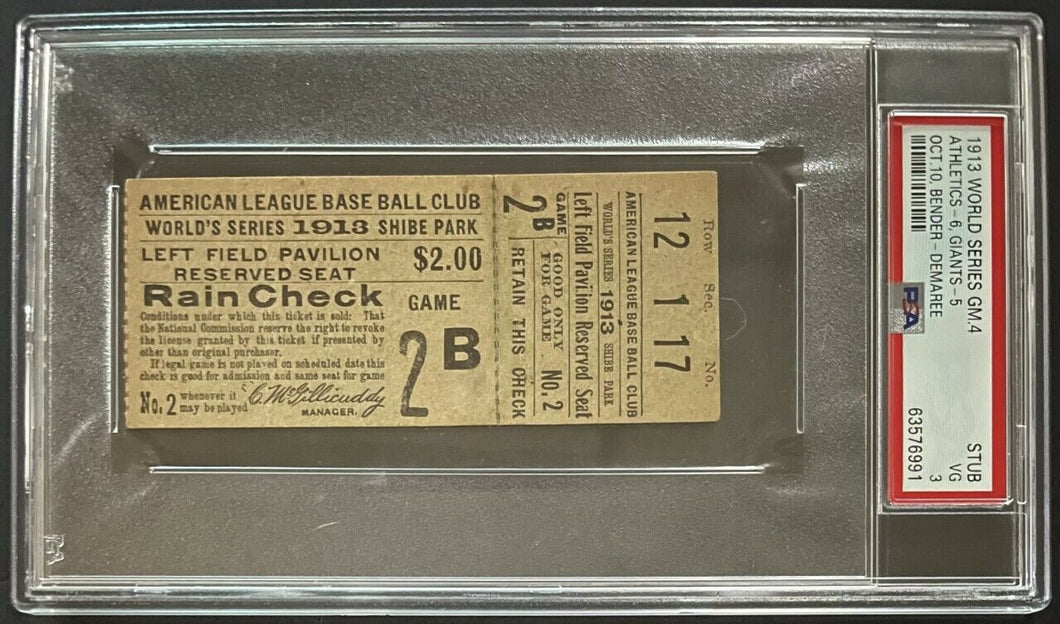 AMERICAN LEAGUE BASE BALL CLUB
WORLD'S SERIES 1913 SHIBE PARK
LEFT FIELD PAVILION
RESERVED SEAT
$2.00
Rain Check
GAME
2 B
Conditions under which this ticket is sold: That
the National Commission reserve the right to revoke
the license granted by this ticket if presented by
other than original purchaser.
If legal game is not played on scheduled date this
check is good for admission and same seat for game
No. 2 whenever it
may be played
C. McGillicuddy
MANAGER.
GAME
2B
GOOD ONLY
FOR GAME No. 2
RETAIN THIS CHECK
AMERICAN LEAGUE BASE BALL CLUB
WORLD'S SERIES 1913 SHIBE PARK
Left Field Pavilion Reserved Seat
Row Sec. No.
12 1 17
1913 WORLD SERIES GM.4
ATHLETICS - 6, GIANTS - 5
OCT.10, BENDER - DEMAREE
PSA
STUB
VG
3
63576991
PSA